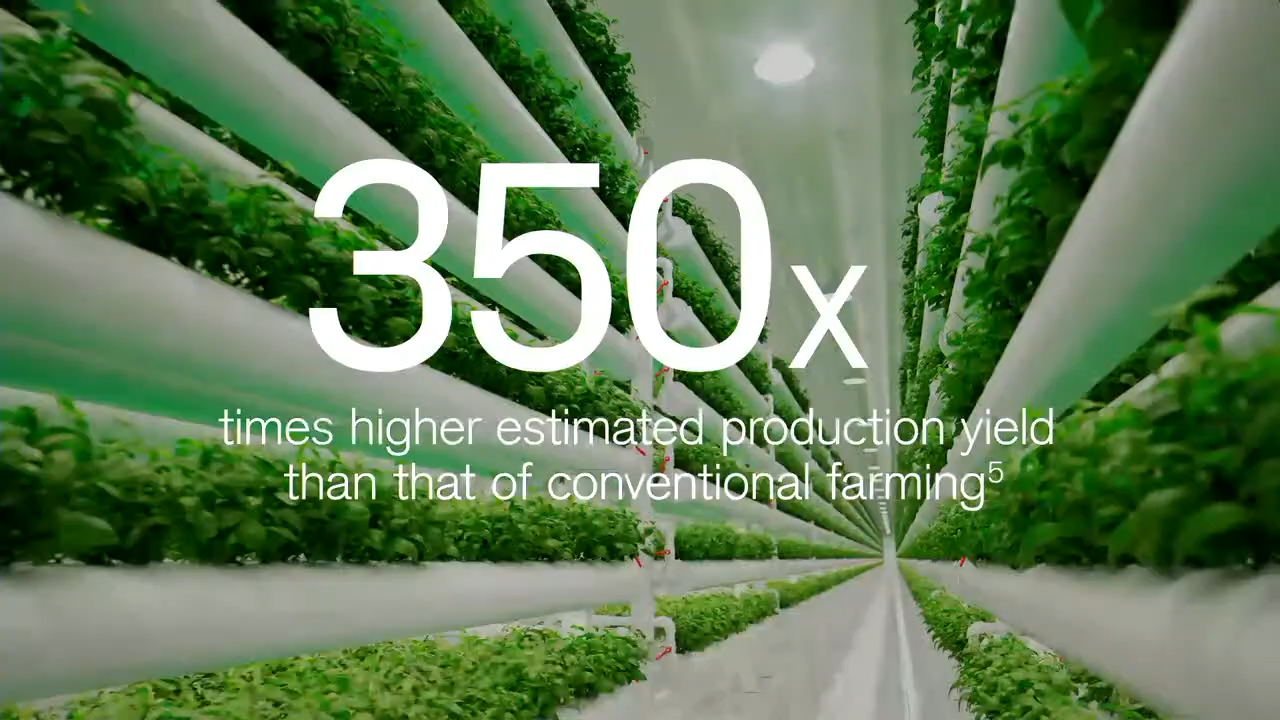 350x
times higher estimated production yield
than that of conventional farming⁵